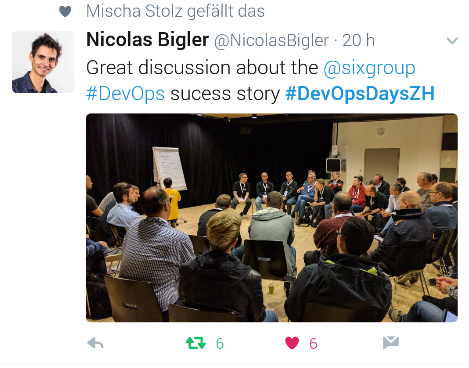 Mischa Stolz gefällt das
Nicolas Bigler @NicolasBigler · 20 h
Great discussion about the @sixgroup
#DevOps sucess story #DevOpsDaysZH
6 6